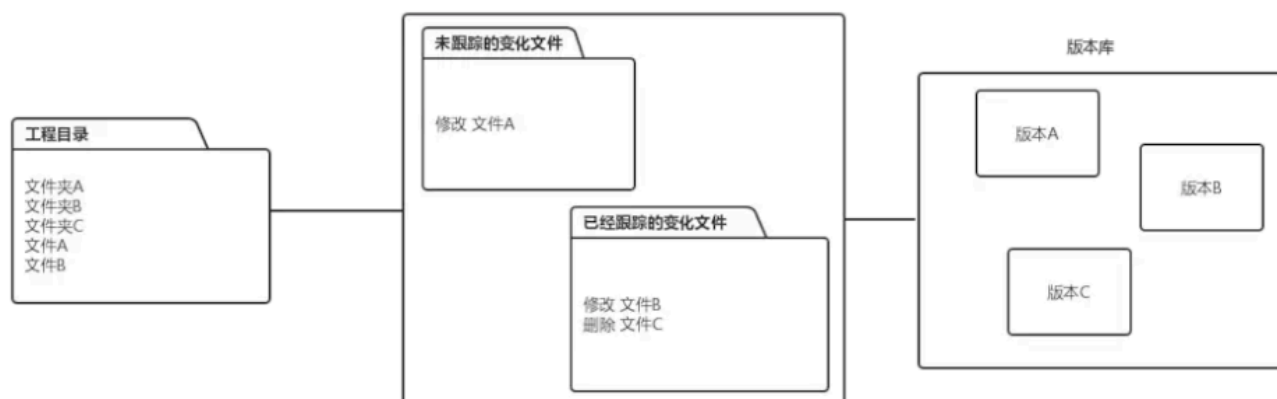 工程目录
文件夹A
文件夹B
文件夹C
文件A
文件B
未跟踪的变化文件
修改 文件A
已经跟踪的变化文件
修改 文件B
删除 文件C
版本库
版本A
版本B
版本C